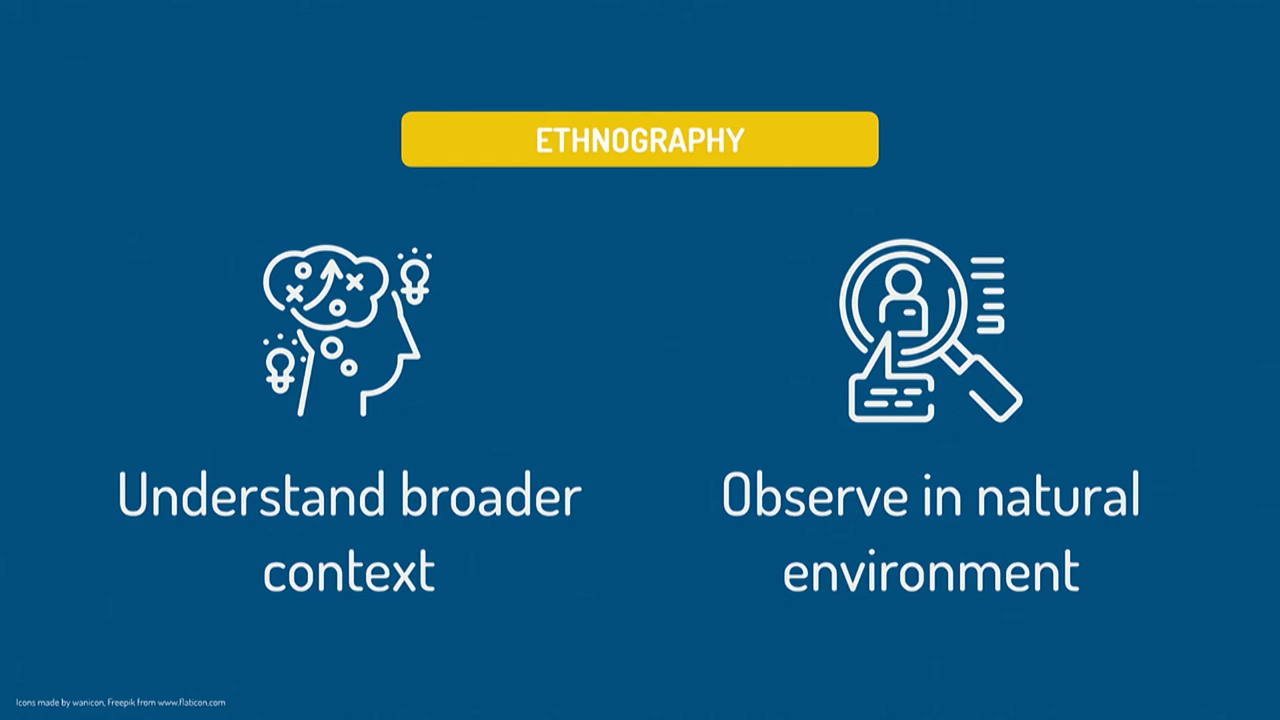 ETHNOGRAPHY
Understand broader
context
Observe in natural
environment
Icons made by wanicon, Freepik from www.flaticon.com